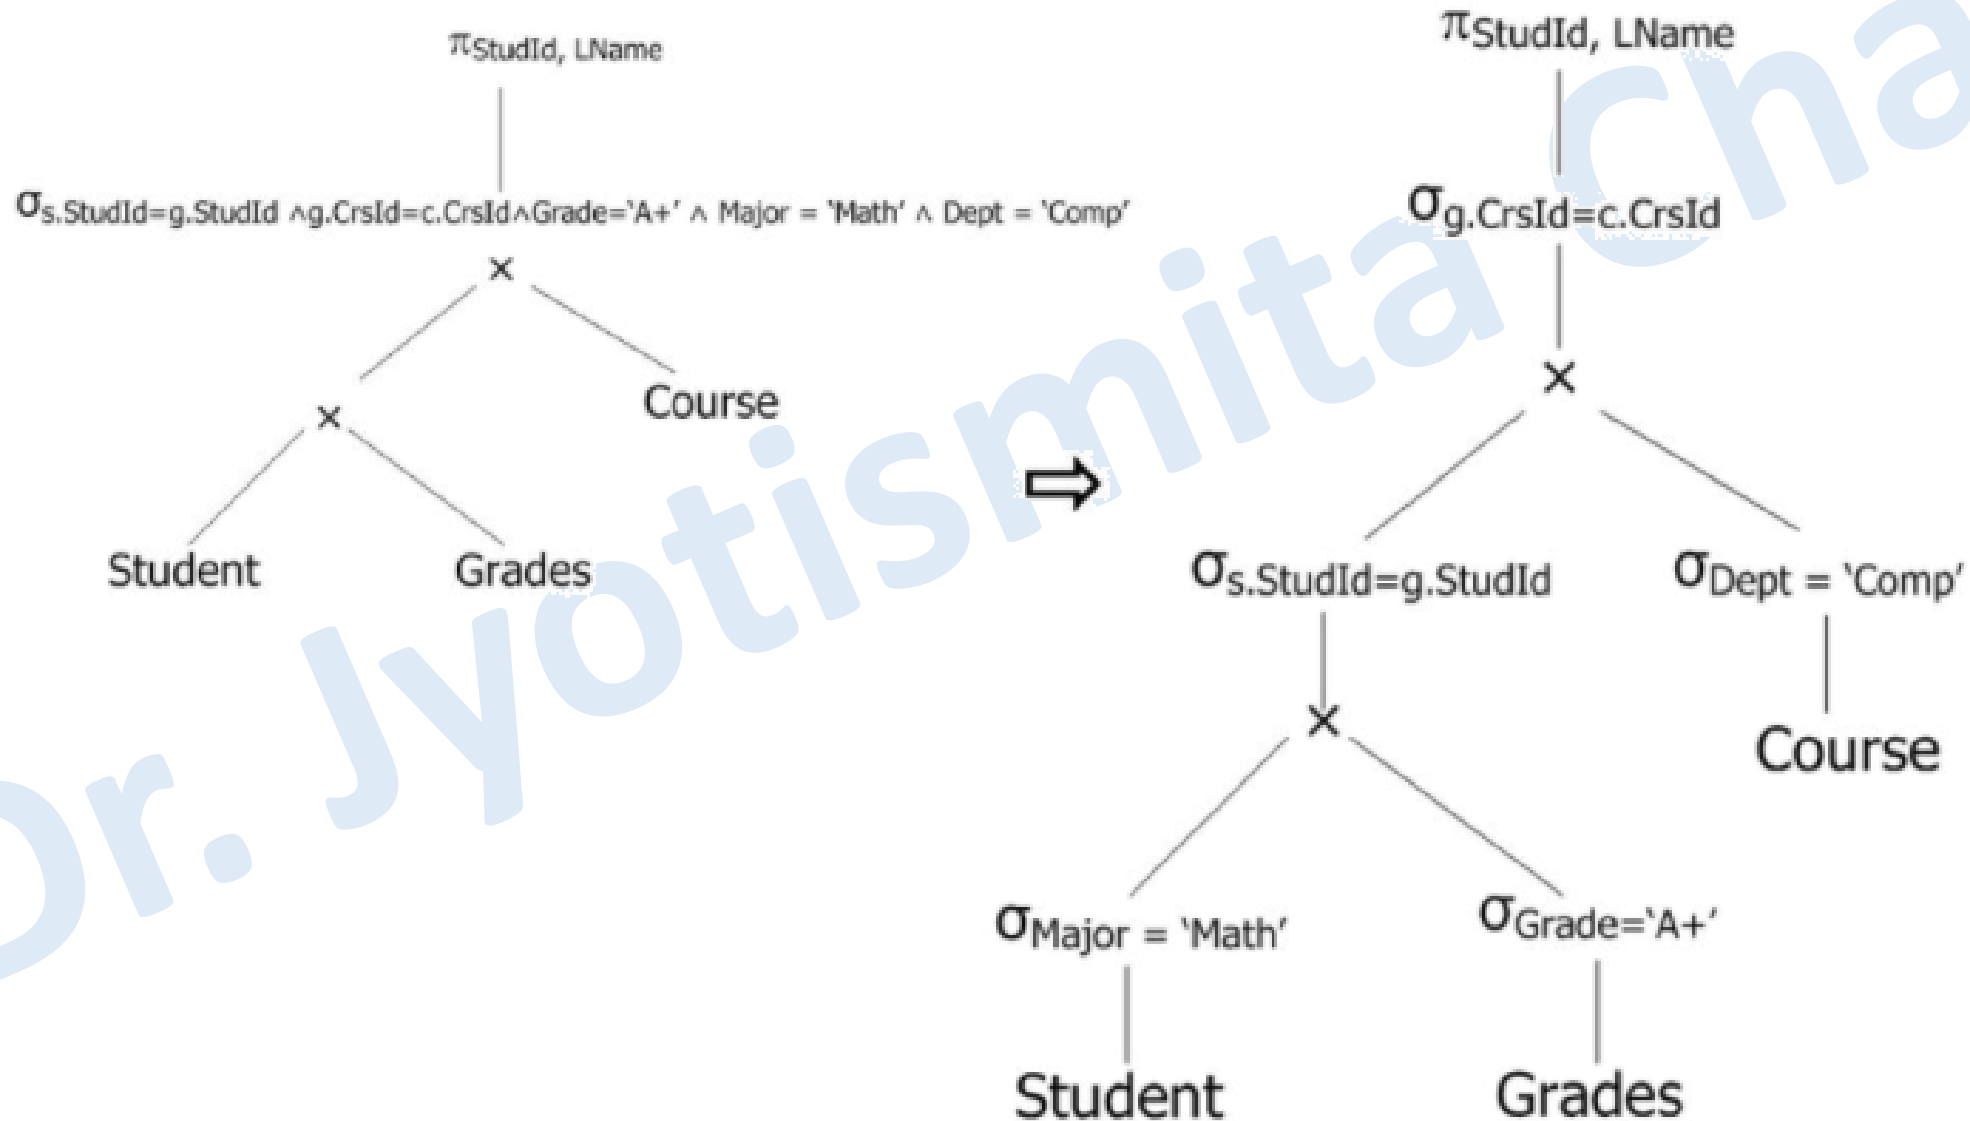 πStudId, LName
σs.StudId=g.StudId ∧g.CrsId=c.CrsId∧Grade=‘A+’ ∧ Major = ‘Math’ ∧ Dept = ‘Comp’
×
Course
×
Student Grades
⇨
πStudId, LName
σg.CrsId=c.CrsId
×
σs.StudId=g.StudId σDept = ‘Comp’
×
Course
σMajor = ‘Math’ σGrade=‘A+’
Student Grades
Dr. Jyotismita Cha